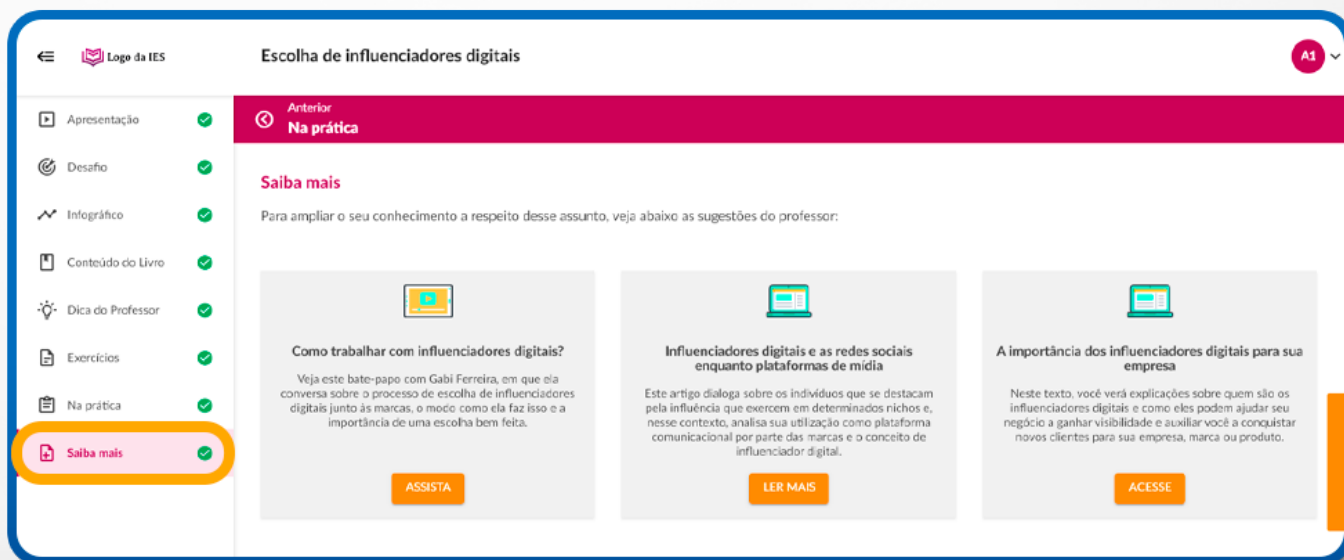 Logo da IES
Escolha de influenciadores digitais
A1
Apresentação
Desafio
Infográfico
Conteúdo do Livro
Dica do Professor
Exercícios
Na prática
Saiba mais
Anterior
Na prática
Saiba mais
Para ampliar o seu conhecimento a respeito desse assunto, veja abaixo as sugestões do professor:
Como trabalhar com influenciadores digitais?
Veja este bate-papo com Gabi Ferreira, em que ela
conversa sobre o processo de escolha de influenciadores
digitais junto às marcas, o modo como ela faz isso e a
importância de uma escolha bem feita.
ASSISTA
Influenciadores digitais e as redes sociais
enquanto plataformas de mídia
Este artigo dialoga sobre os indivíduos que se destacam
pela influência que exercem em determinados nichos e,
nesse contexto, analisa sua utilização como plataforma
comunicacional por parte das marcas e o conceito de
influenciador digital.
LER MAIS
A importância dos influenciadores digitais para sua
empresa
Neste texto, você verá explicações sobre quem são os
influenciadores digitais e como eles podem ajudar seu
negócio a ganhar visibilidade e auxiliar você a conquistar
novos clientes para sua empresa, marca ou produto.
ACESSE